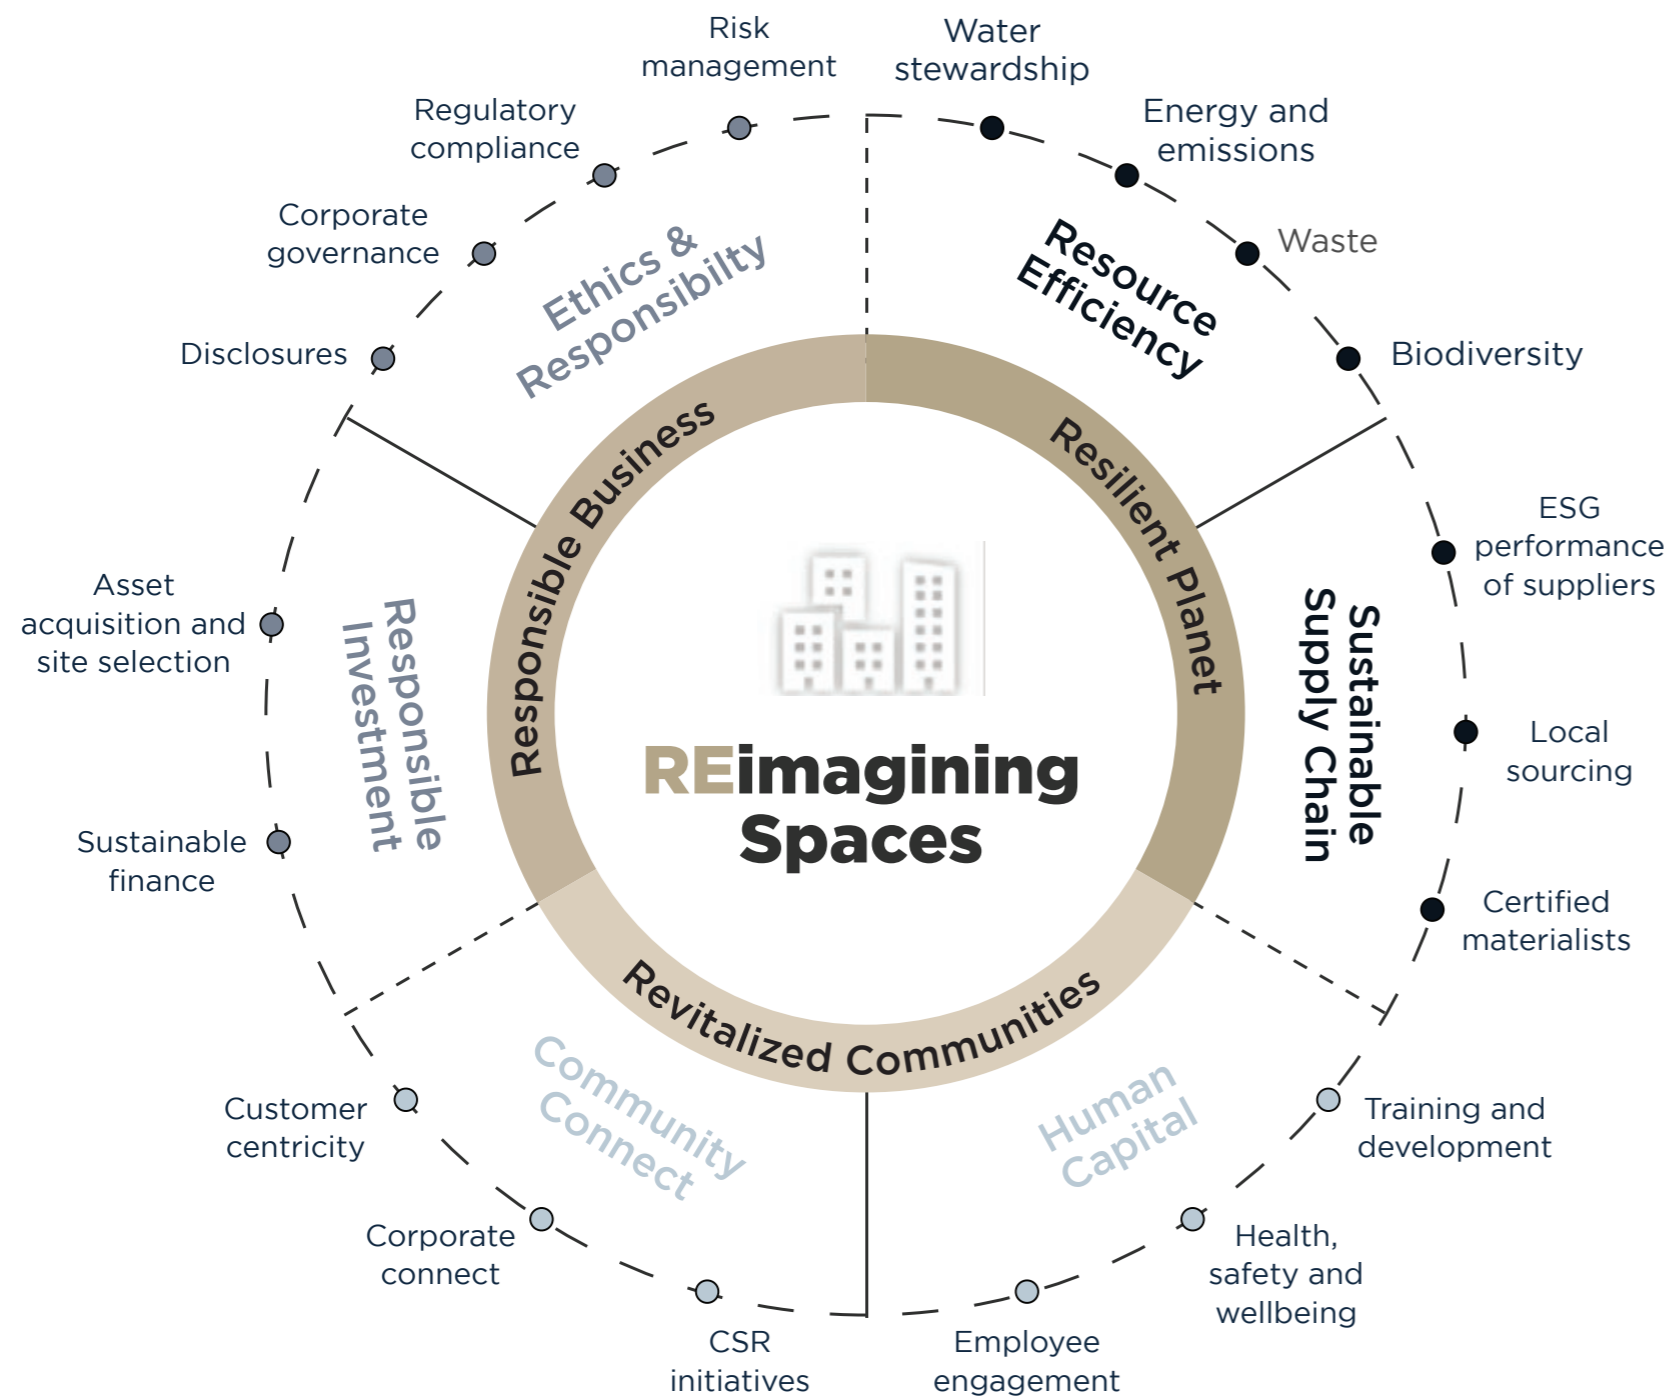 Risk
management
Water
stewardship
Regulatory
compliance
Energy and
emissions
Corporate
governance
Waste
Disclosures
Biodiversity
Ethics &
Responsibilty
Resource
Efficiency
Responsible Business
Resilient Planet
ESG
performance
of suppliers
Asset
acquisition and
site selection
Responsible
Investment
Sustainable
Supply Chain
REimagining
Spaces
Local
sourcing
Sustainable
finance
Certified
materialists
Revitalized Communities
Community
Connect
Human
Capital
Customer
centricity
Training and
development
Corporate
connect
Health,
safety and
wellbeing
CSR
initiatives
Employee
engagement